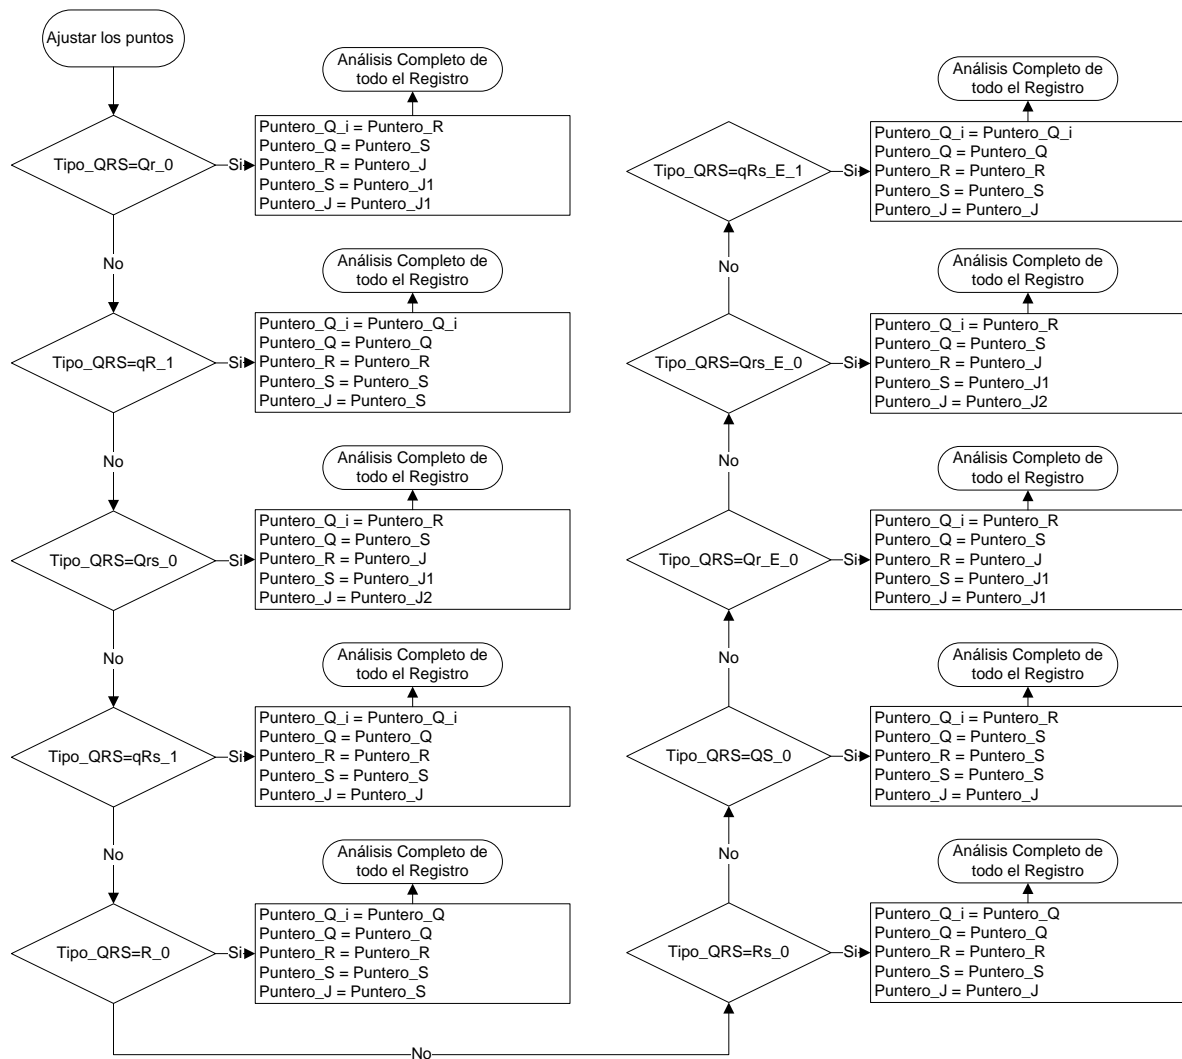 Ajustar los puntos
Análisis Completo de
todo el Registro
Tipo_QRS=Qr_0
Si
Puntero_Q_i = Puntero_R
Puntero_Q = Puntero_S
Puntero_R = Puntero_J
Puntero_S = Puntero_J1
Puntero_J = Puntero_J1
No
Análisis Completo de
todo el Registro
Tipo_QRS=qR_1
Si
Puntero_Q_i = Puntero_Q_i
Puntero_Q = Puntero_Q
Puntero_R = Puntero_R
Puntero_S = Puntero_S
Puntero_J = Puntero_S
No
Análisis Completo de
todo el Registro
Tipo_QRS=Qrs_0
Si
Puntero_Q_i = Puntero_R
Puntero_Q = Puntero_S
Puntero_R = Puntero_J
Puntero_S = Puntero_J1
Puntero_J = Puntero_J2
No
Análisis Completo de
todo el Registro
Tipo_QRS=qRs_1
Si
Puntero_Q_i = Puntero_Q_i
Puntero_Q = Puntero_Q
Puntero_R = Puntero_R
Puntero_S = Puntero_S
Puntero_J = Puntero_J
No
Análisis Completo de
todo el Registro
Tipo_QRS=R_0
Si
Puntero_Q_i = Puntero_Q
Puntero_Q = Puntero_Q
Puntero_R = Puntero_R
Puntero_S = Puntero_S
Puntero_J = Puntero_S
No
Análisis Completo de
todo el Registro
Tipo_QRS=Rs_0
Si
Puntero_Q_i = Puntero_Q
Puntero_Q = Puntero_Q
Puntero_R = Puntero_R
Puntero_S = Puntero_S
Puntero_J = Puntero_J
No
Análisis Completo de
todo el Registro
Tipo_QRS=QS_0
Si
Puntero_Q_i = Puntero_R
Puntero_Q = Puntero_S
Puntero_R = Puntero_S
Puntero_S = Puntero_S
Puntero_J = Puntero_J
No
Análisis Completo de
todo el Registro
Tipo_QRS=Qr_E_0
Si
Puntero_Q_i = Puntero_R
Puntero_Q = Puntero_S
Puntero_R = Puntero_J
Puntero_S = Puntero_J1
Puntero_J = Puntero_J1
No
Análisis Completo de
todo el Registro
Tipo_QRS=Qrs_E_0
Si
Puntero_Q_i = Puntero_R
Puntero_Q = Puntero_S
Puntero_R = Puntero_J
Puntero_S = Puntero_J1
Puntero_J = Puntero_J2
No
Análisis Completo de
todo el Registro
Tipo_QRS=qRs_E_1
Si
Puntero_Q_i = Puntero_Q_i
Puntero_Q = Puntero_Q
Puntero_R = Puntero_R
Puntero_S = Puntero_S
Puntero_J = Puntero_J